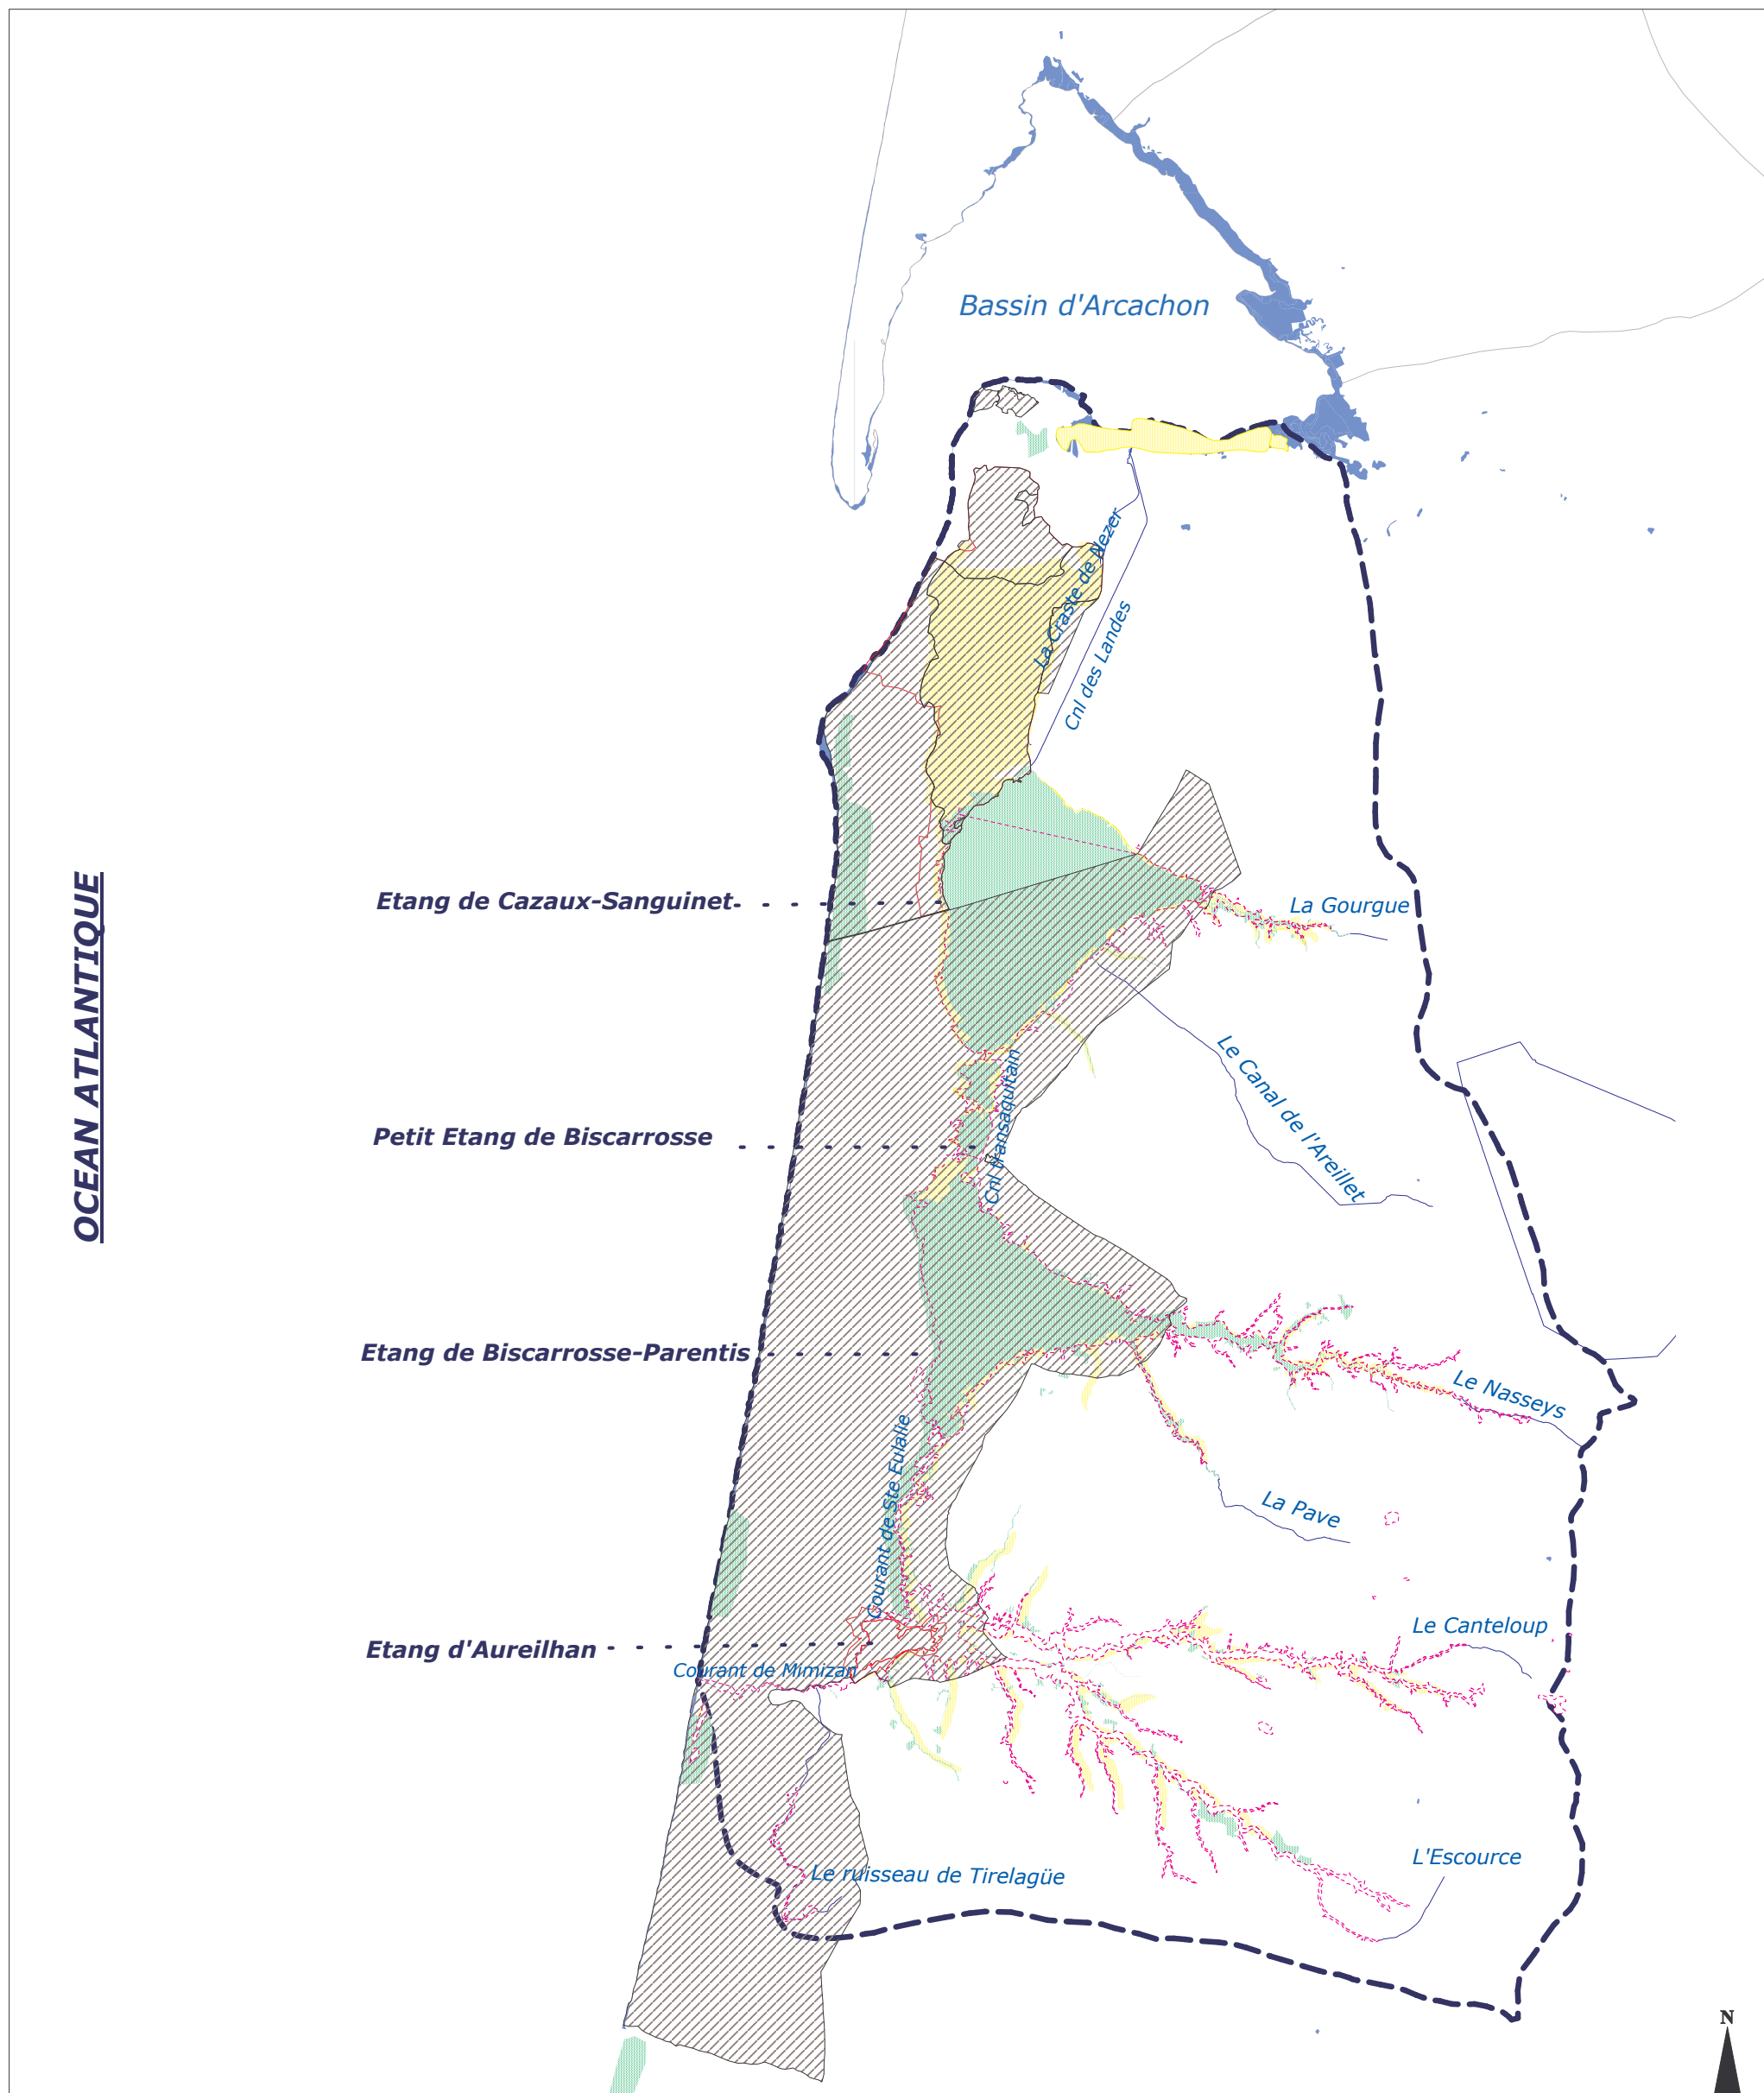 Bassin d'Arcachon
La Craste de Nezer
Cnl des Landes
OCEAN ATLANTIQUE
Etang de Cazaux-Sanguinet
La Gourgue
Le Canal de l'Areillet
Cnl transaquitain
Petit Etang de Biscarrosse
Etang de Biscarrosse-Parentis
Le Nasseys
Courant de Ste Eulalie
La Pave
Le Canteloup
Etang d'Aureilhan
Courant de Mimizan
L'Escource
Le ruisseau de Tirelagüe
N